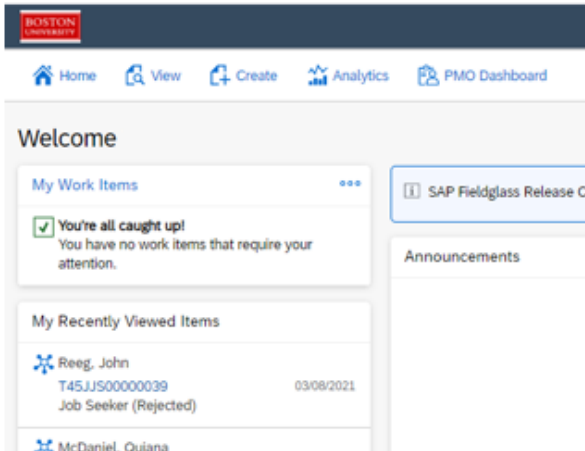 BOSTON
UNIVERSITY
Home View Create Analytics PMO Dashboard
Welcome
My Work Items
You're all caught up!
You have no work items that require your
attention.
SAP Fieldglass Release
Announcements
My Recently Viewed Items
Reeg, John
T45JJS00000039 03/08/2021
Job Seeker (Rejected)
McDaniel, Quiana